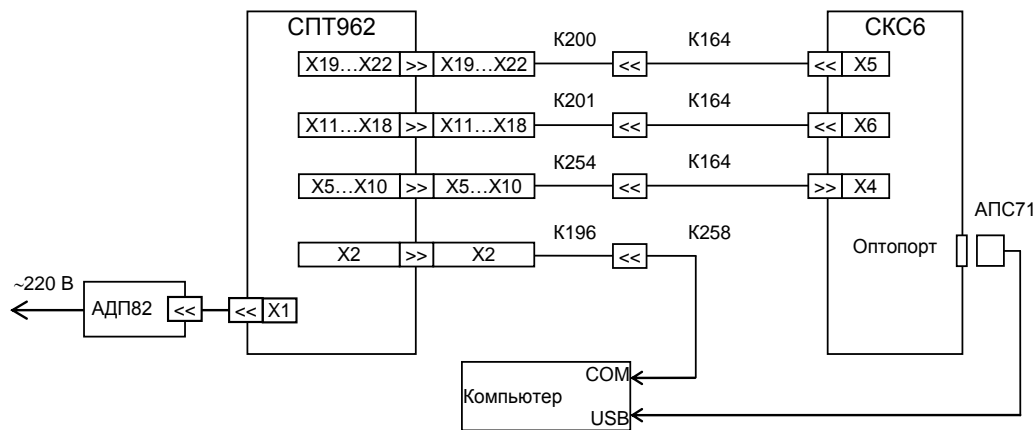 СПТ962
СКС6
К200
К164
X19...X22 >> X19...X22
<<
<< X5
К201
К164
X11...X18 >> X11...X18
<<
<< X6
К254
К164
X5...X10 >> X5...X10
<<
>> X4
АПС71
К196
К258
Оптопорт
X2 >> X2
<<
~220 В
АДП82 <<
<< X1
COM
Компьютер
USB